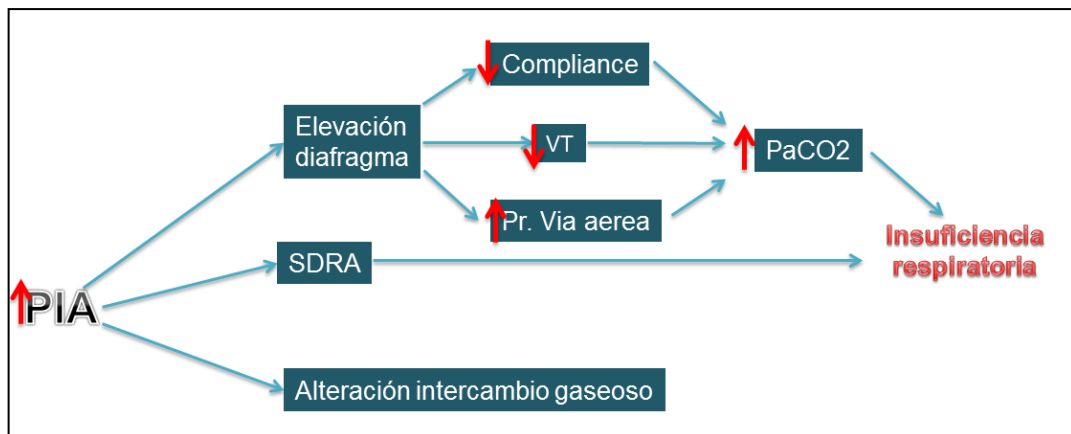 Compliance
Elevación
diafragma
VT
PaCO2
Pr. Via aerea
Insuficiencia
respiratoria
SDRA
PIA
Alteración intercambio gaseoso